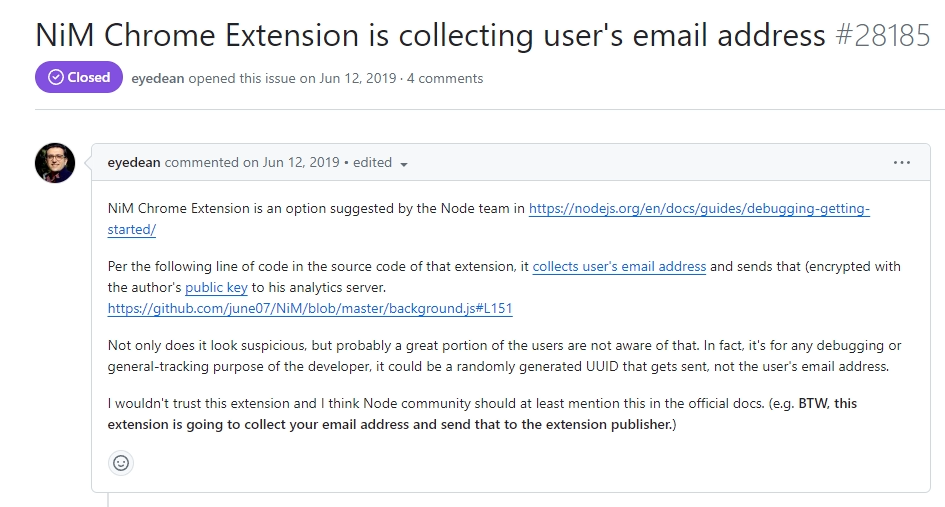 NiM Chrome Extension is collecting user's email address #28185
Closed eyedean opened this issue on Jun 12, 2019 · 4 comments
eyedean commented on Jun 12, 2019 • edited
NiM Chrome Extension is an option suggested by the Node team in https://nodejs.org/en/docs/guides/debugging-getting-
started/
Per the following line of code in the source code of that extension, it collects user's email address and sends that (encrypted with
the author's public key to his analytics server.
https://github.com/june07/NiM/blob/master/background.js#L151
Not only does it look suspicious, but probably a great portion of the users are not aware of that. In fact, it's for any debugging or
general-tracking purpose of the developer, it could be a randomly generated UUID that gets sent, not the user's email address.
I wouldn't trust this extension and I think Node community should at least mention this in the official docs. (e.g. BTW, this
extension is going to collect your email address and send that to the extension publisher.)